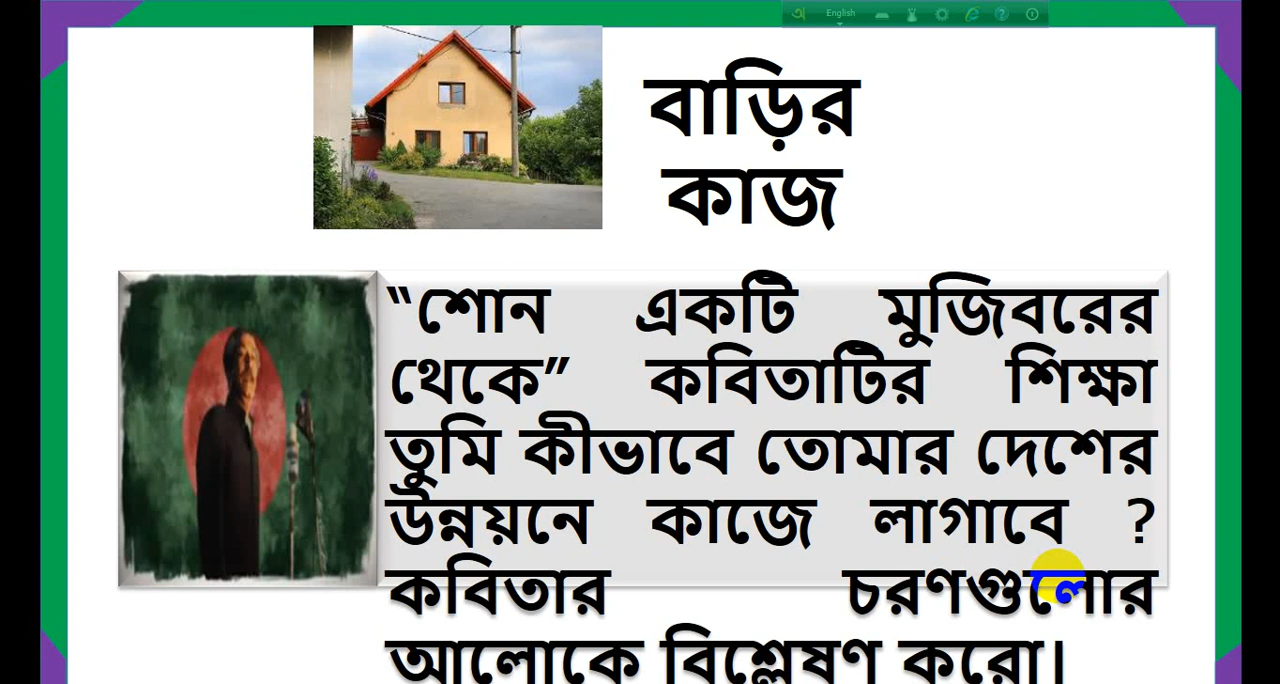 English
বাড়ির
কাজ
“শোন একটি মুজিবরের
থেকে” কবিতাটির শিক্ষা
তুমি কীভাবে তোমার দেশের
উন্নয়নে কাজে লাগাবে ?
কবিতার চরণগুলোর
আলোকে বিশ্লেষণ করো।